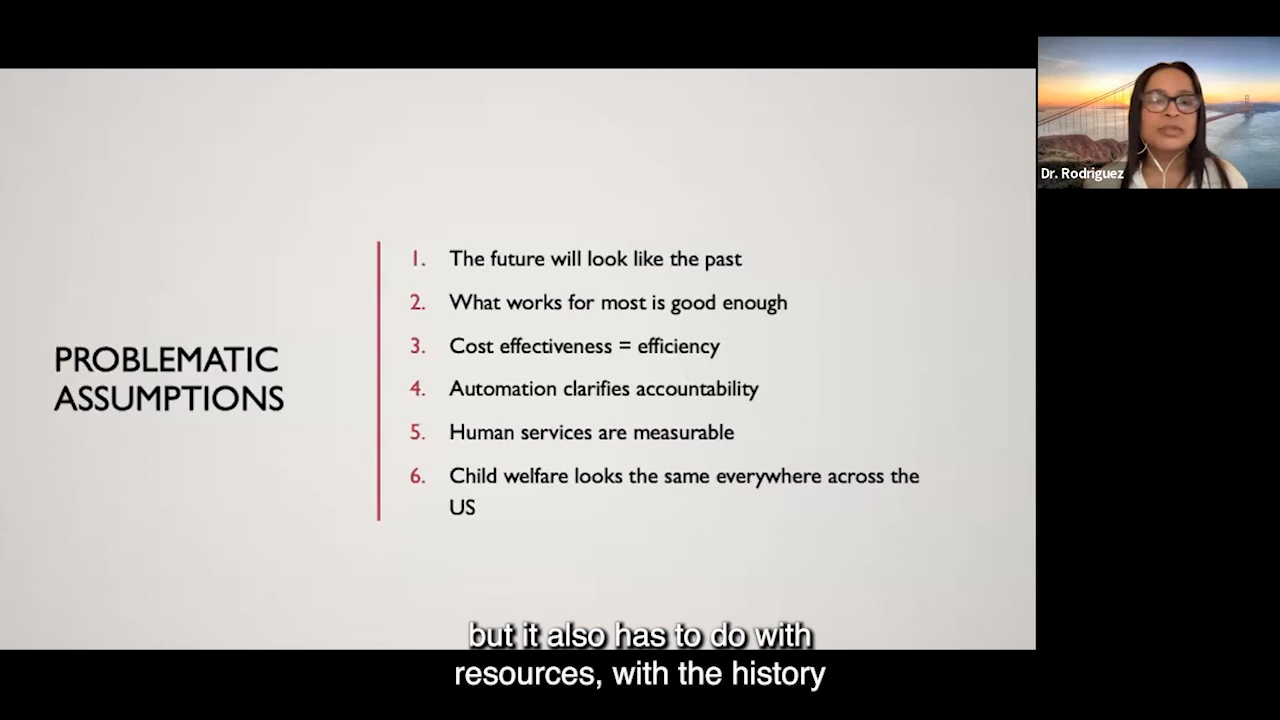 PROBLEMATIC
ASSUMPTIONS
1. The future will look like the past
2. What works for most is good enough
3. Cost effectiveness = efficiency
4. Automation clarifies accountability
5. Human services are measurable
6. Child welfare looks the same everywhere across the
US
Dr. Rodriguez
but it also has to do with
resources, with the history